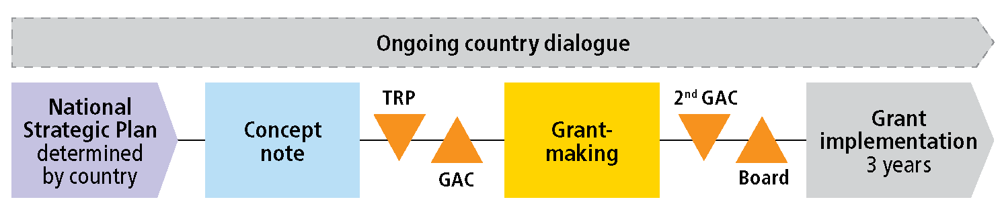 Ongoing country dialogue
National
Strategic Plan
determined
by country
Concept
note
TRP
GAC
Grant-
making
2nd GAC
Board
Grant
implementation
3 years